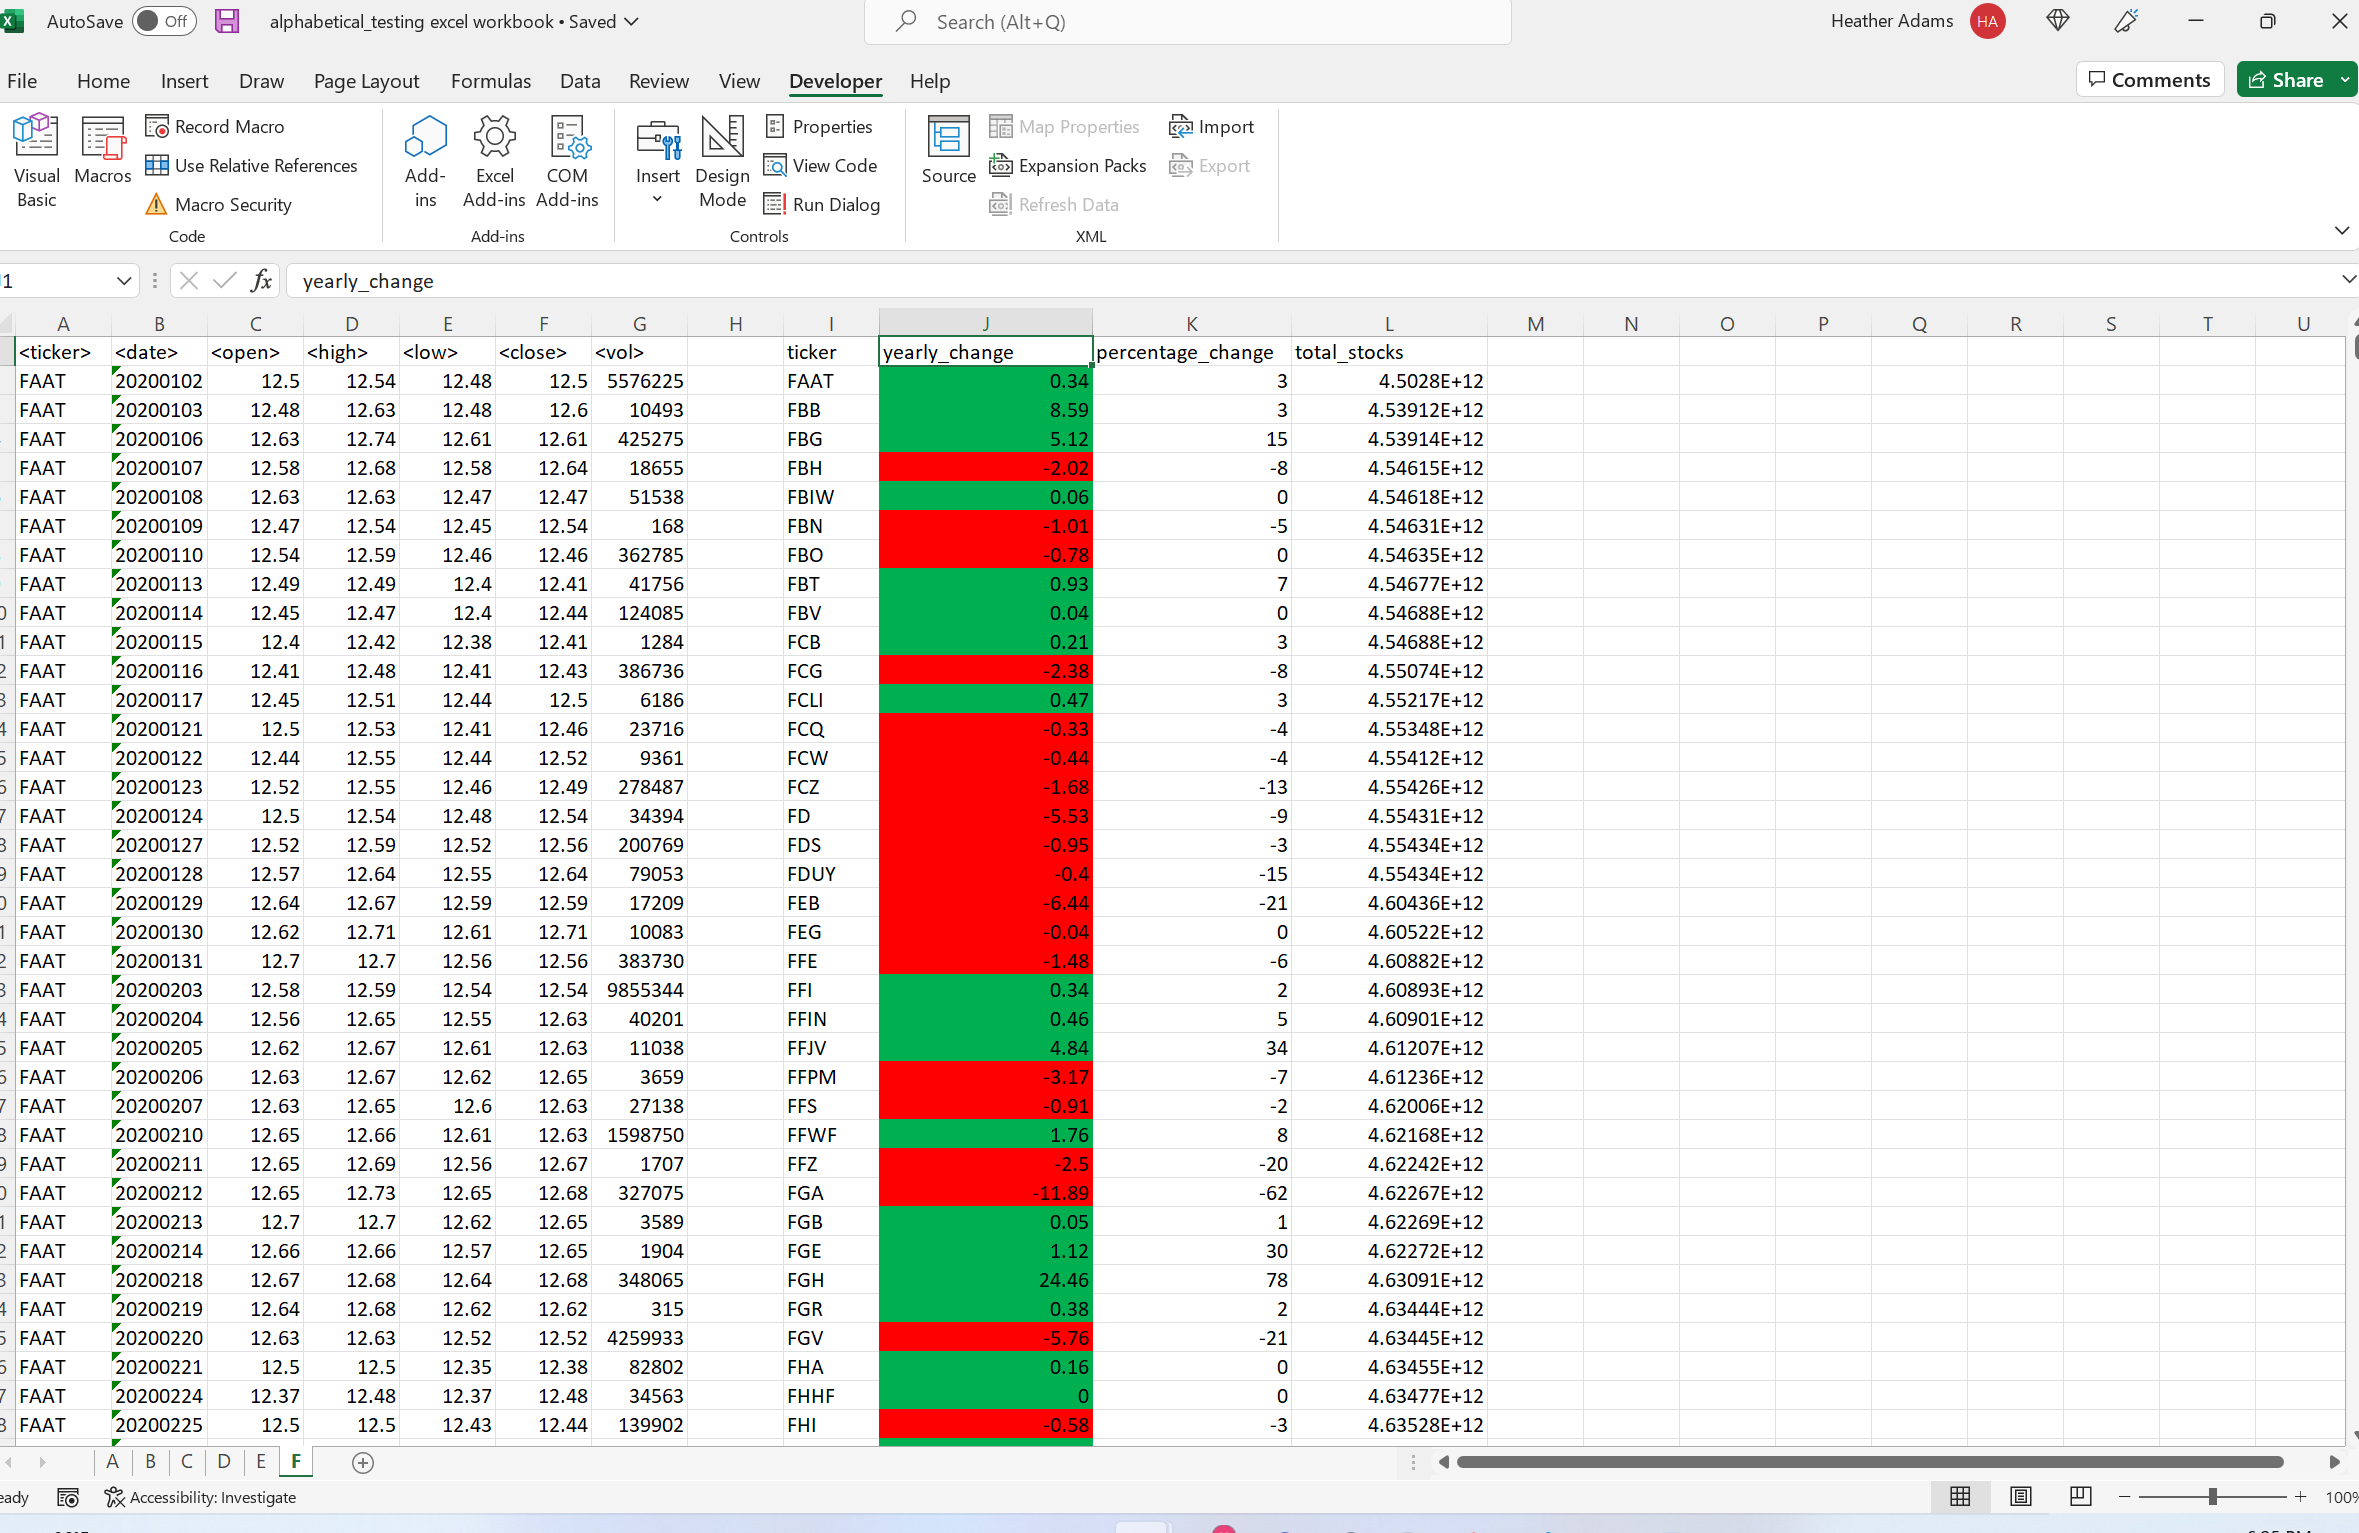 AutoSave Off alphabetical_testing excel workbook • Saved Search (Alt+Q) Heather Adams HA
File Home Insert Draw Page Layout Formulas Data Review View Developer Help Comments Share
Visual Basic Macros Record Macro Use Relative References Macro Security
Add-ins Excel Add-ins COM Add-ins
Insert Design Mode Properties View Code Run Dialog
Source Map Properties Expansion Packs Refresh Data Import Export
Code Add-ins Controls XML
fx yearly_change
A B C D E F G H I J K L M N O P Q R S T U
<ticker> <date> <open> <high> <low> <close> <vol> ticker yearly_change percentage_change total_stocks
FAAT 20200102 12.5 12.54 12.48 12.5 5576225 FAAT 0.34 3 4.5028E+12
FAAT 20200103 12.48 12.63 12.48 12.6 10493 FBB 8.59 3 4.53912E+12
FAAT 20200106 12.63 12.74 12.61 12.61 425275 FBG 5.12 15 4.53914E+12
FAAT 20200107 12.58 12.68 12.58 12.64 18655 FBH -2.02 -8 4.54615E+12
FAAT 20200108 12.63 12.63 12.47 12.47 51538 FBIW 0.06 0 4.54618E+12
FAAT 20200109 12.47 12.54 12.45 12.54 168 FBN -1.01 -5 4.54631E+12
FAAT 20200110 12.54 12.59 12.46 12.46 362785 FBO -0.78 0 4.54635E+12
FAAT 20200113 12.49 12.49 12.4 12.41 41756 FBT 0.93 7 4.54677E+12
FAAT 20200114 12.45 12.47 12.4 12.44 124085 FBV 0.04 0 4.54688E+12
FAAT 20200115 12.4 12.42 12.38 12.41 1284 FCB 0.21 3 4.54688E+12
FAAT 20200116 12.41 12.48 12.41 12.43 386736 FCG -2.38 -8 4.55074E+12
FAAT 20200117 12.45 12.51 12.44 12.5 6186 FCLI 0.47 3 4.55217E+12
FAAT 20200121 12.5 12.53 12.41 12.46 23716 FCQ -0.33 -4 4.55348E+12
FAAT 20200122 12.44 12.55 12.44 12.52 9361 FCW -0.44 -4 4.55412E+12
FAAT 20200123 12.52 12.55 12.46 12.49 278487 FCZ -1.68 -13 4.55426E+12
FAAT 20200124 12.5 12.54 12.48 12.54 34394 FD -5.53 -9 4.55431E+12
FAAT 20200127 12.52 12.59 12.52 12.56 200769 FDS -0.95 -3 4.55434E+12
FAAT 20200128 12.57 12.64 12.55 12.64 79053 FDUY -0.4 -15 4.55434E+12
FAAT 20200129 12.64 12.67 12.59 12.59 17209 FEB -6.44 -21 4.60436E+12
FAAT 20200130 12.62 12.71 12.61 12.71 10083 FEG -0.04 0 4.60522E+12
FAAT 20200131 12.7 12.7 12.56 12.56 383730 FFE -1.48 -6 4.60882E+12
FAAT 20200203 12.58 12.59 12.54 12.54 9855344 FFI 0.34 2 4.60893E+12
FAAT 20200204 12.56 12.65 12.55 12.63 40201 FFIN 0.46 5 4.60901E+12
FAAT 20200205 12.62 12.67 12.61 12.63 11038 FFJV 4.84 34 4.61207E+12
FAAT 20200206 12.63 12.67 12.62 12.65 3659 FFPM -3.17 -7 4.61236E+12
FAAT 20200207 12.63 12.65 12.6 12.63 27138 FFS -0.91 -2 4.62006E+12
FAAT 20200210 12.65 12.66 12.61 12.63 1598750 FFWF 1.76 8 4.62168E+12
FAAT 20200211 12.65 12.69 12.56 12.67 1707 FFZ -2.5 -20 4.62242E+12
FAAT 20200212 12.65 12.73 12.65 12.68 327075 FGA -11.89 -62 4.62267E+12
FAAT 20200213 12.7 12.7 12.62 12.65 3589 FGB 0.05 1 4.62269E+12
FAAT 20200214 12.66 12.66 12.57 12.65 1904 FGE 1.12 30 4.62272E+12
FAAT 20200218 12.67 12.68 12.64 12.68 348065 FGH 24.46 78 4.63091E+12
FAAT 20200219 12.64 12.68 12.62 12.62 315 FGR 0.38 2 4.63444E+12
FAAT 20200220 12.63 12.63 12.52 12.52 4259933 FGV -5.76 -21 4.63445E+12
FAAT 20200221 12.5 12.5 12.35 12.38 82802 FHA 0.16 0 4.63455E+12
FAAT 20200224 12.37 12.48 12.37 12.48 34563 FHHF 0 0 4.63477E+12
FAAT 20200225 12.5 12.5 12.43 12.44 139902 FHI -0.58 -3 4.63528E+12
A B C D E F
Accessibility: Investigate 100%